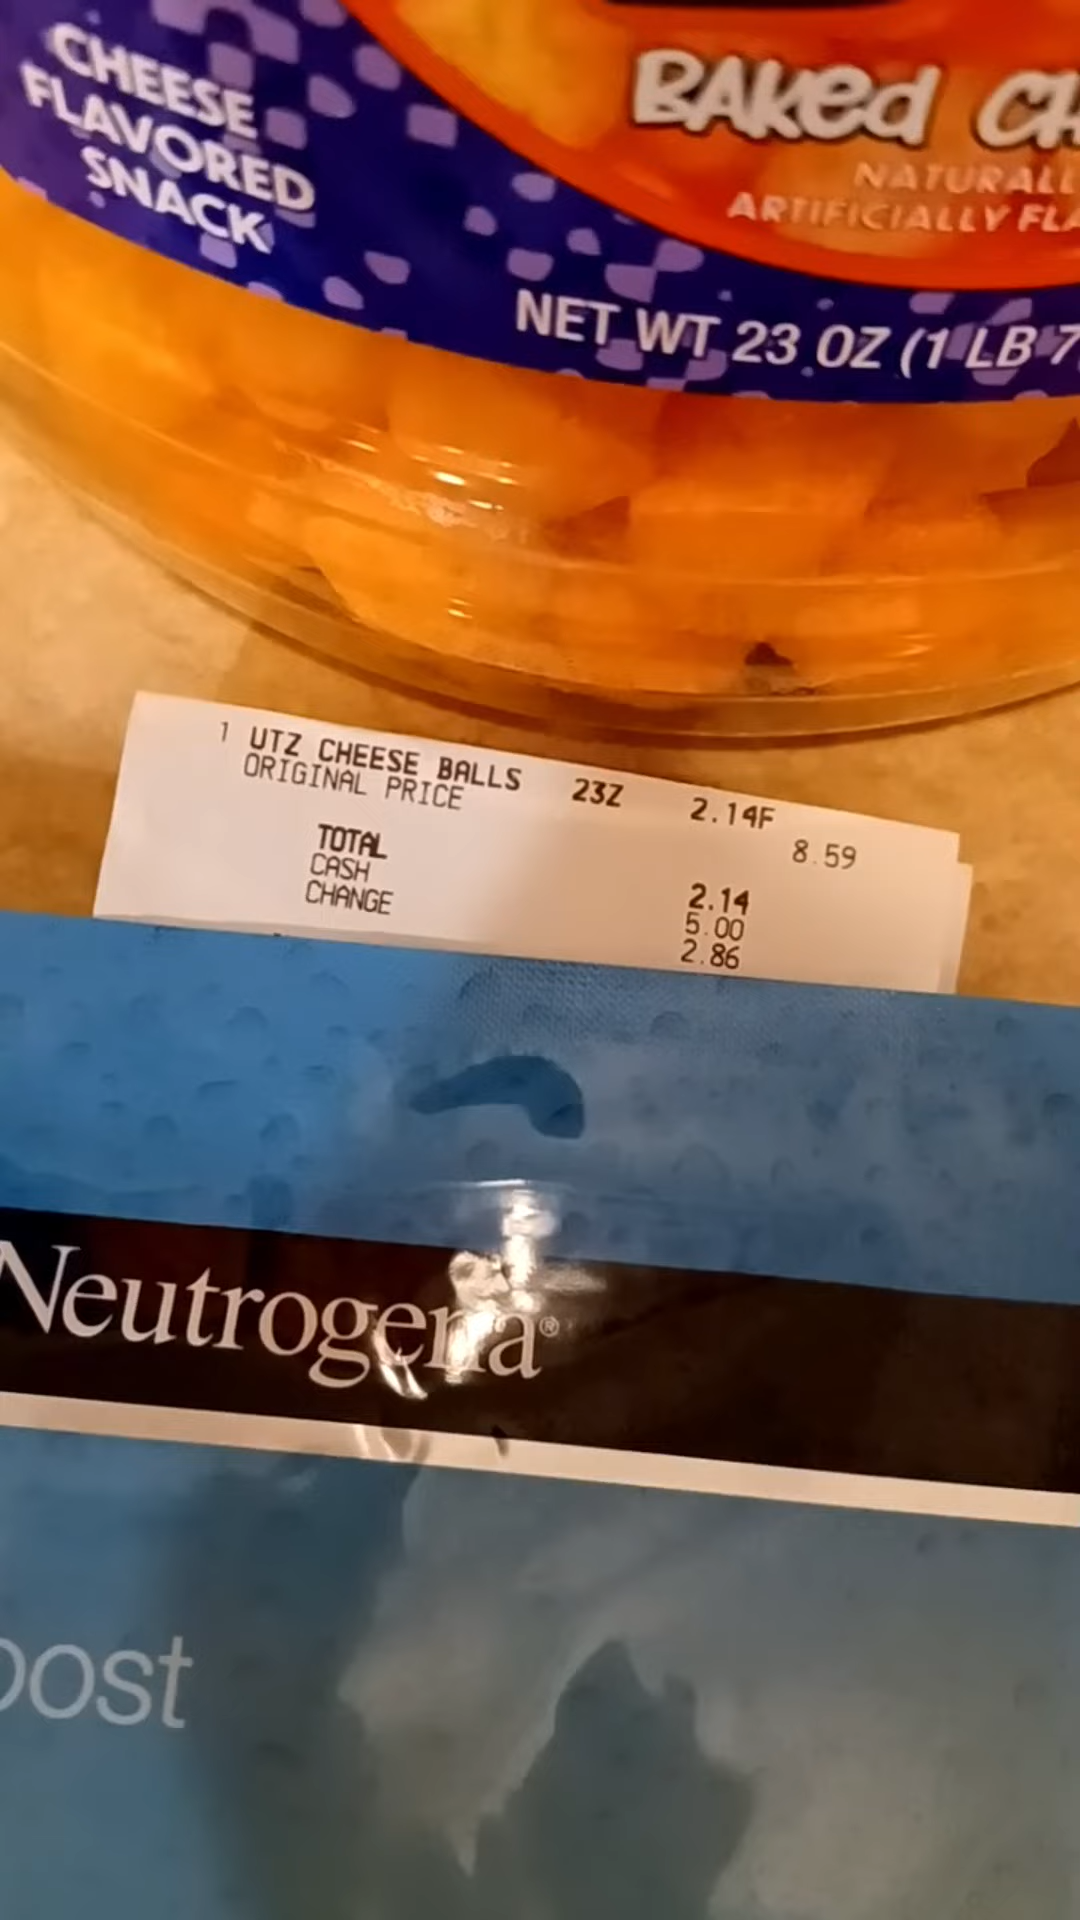 CHEESE
FLAVORED
SNACK
BAKed
NATURALL
ARTIFICIALLY FLA
NET WT 23 OZ (1 LB 7
1 UTZ CHEESE BALLS 23Z 2.14F
ORIGINAL PRICE 8.59
TOTAL 2.14
CASH 5.00
CHANGE 2.86
Neutrogena®
oost